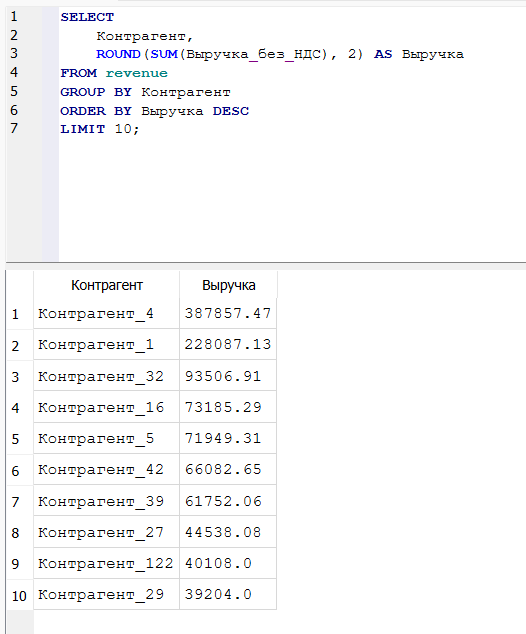 1 SELECT
2 Контрагент,
3 ROUND(SUM(Выручка_без_НДС), 2) AS Выручка
4 FROM revenue
5 GROUP BY Контрагент
6 ORDER BY Выручка DESC
7 LIMIT 10;
Контрагент Выручка
1 Контрагент_4 387857.47
2 Контрагент_1 228087.13
3 Контрагент_32 93506.91
4 Контрагент_16 73185.29
5 Контрагент_5 71949.31
6 Контрагент_42 66082.65
7 Контрагент_39 61752.06
8 Контрагент_27 44538.08
9 Контрагент_122 40108.0
10 Контрагент_29 39204.0